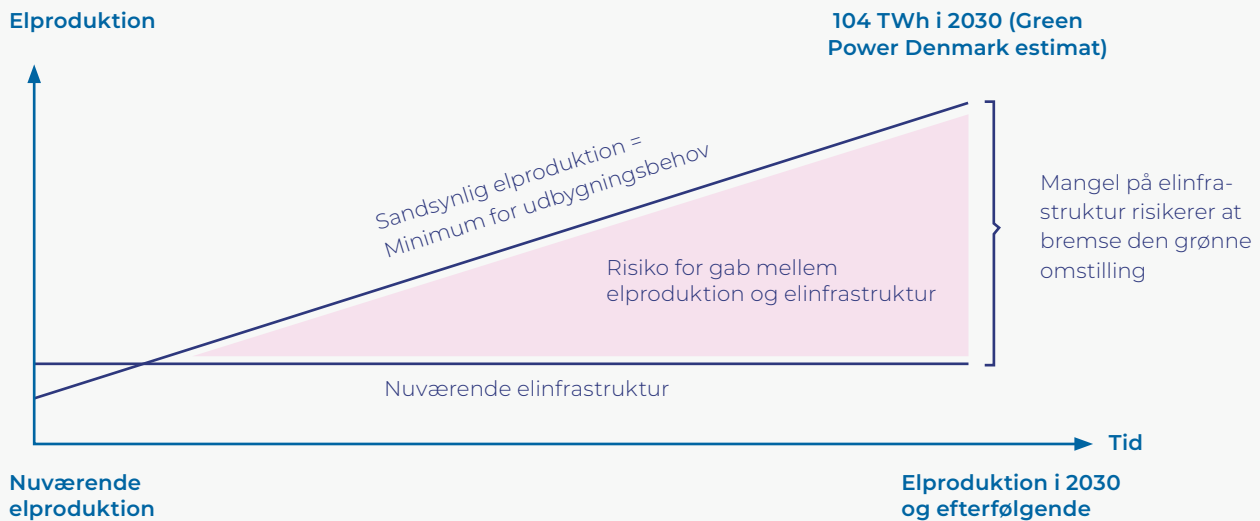 Elproduktion
104 TWh i 2030 (Green
Power Denmark estimat)
Sandsynlig elproduktion =
Minimum for udbygningsbehov
Mangel på elinfra-
struktur risikerer at
bremse den grønne
omstilling
Risiko for gab mellem
elproduktion og elinfrastruktur
Nuværende elinfrastruktur
Tid
Nuværende
elproduktion
Elproduktion i 2030
og efterfølgende